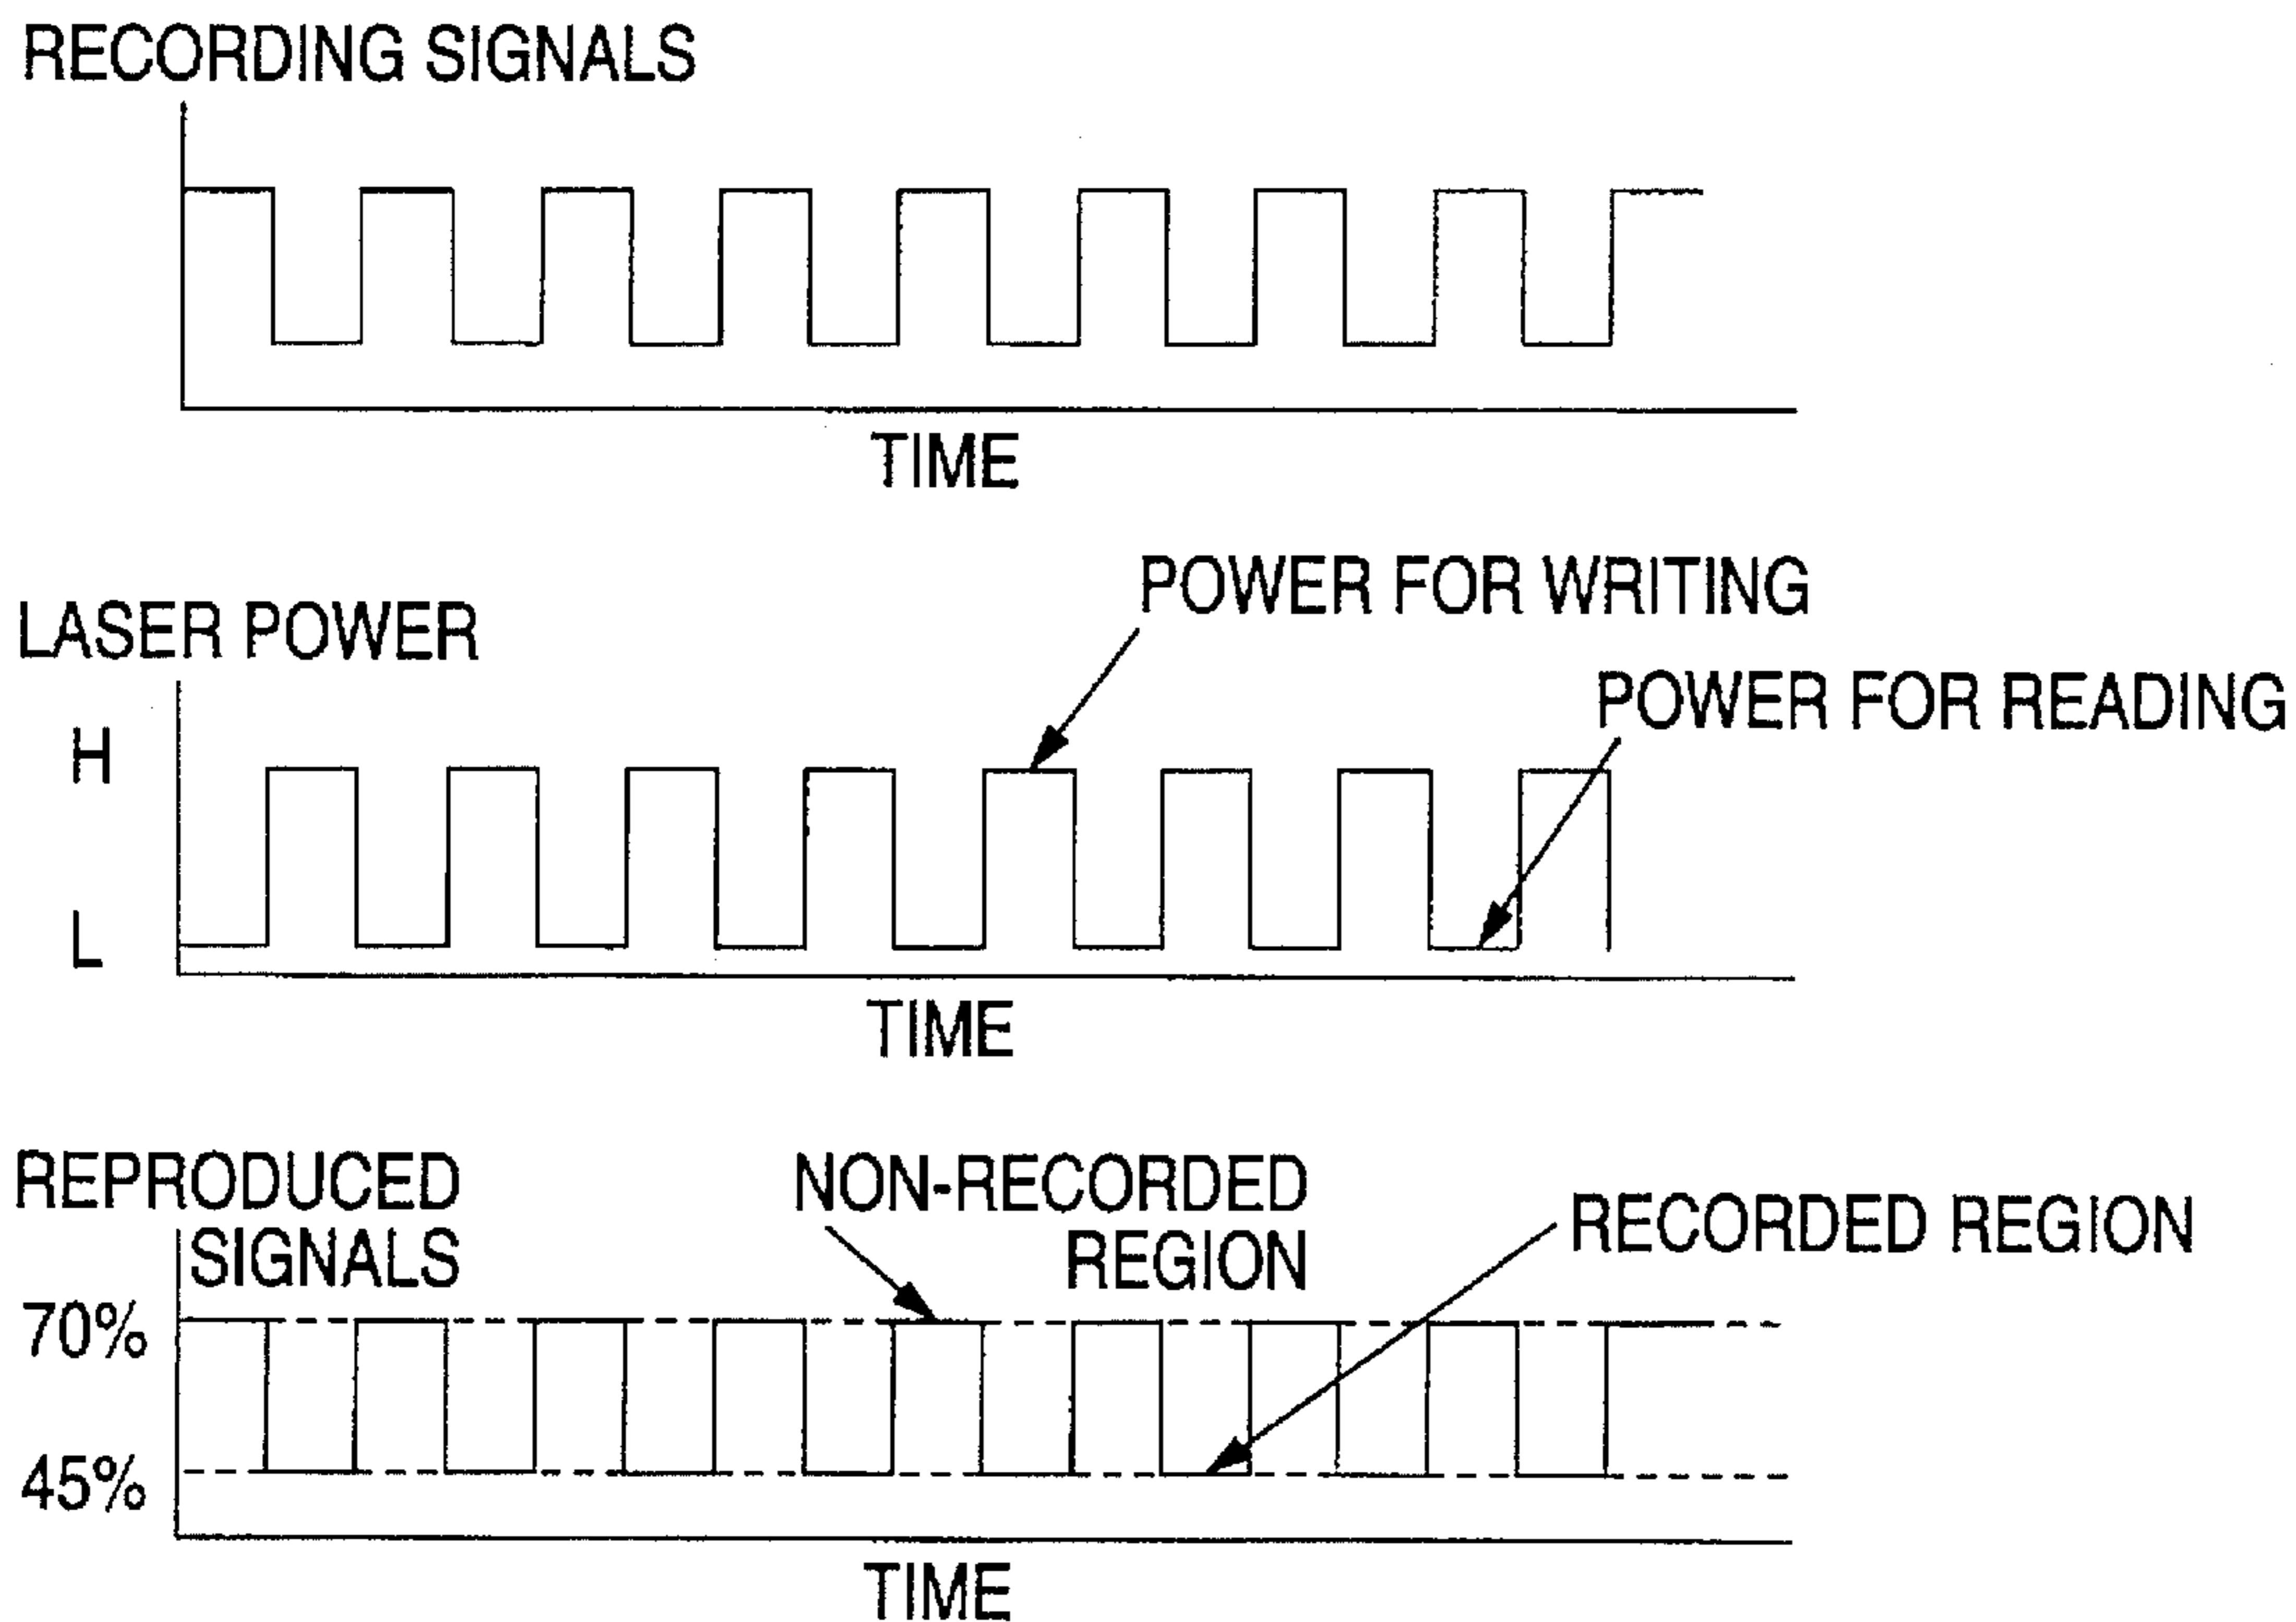 RECORDING SIGNALS
TIME
POWER FOR WRITING
LASER POWER
POWER FOR READING
H
L
TIME
REPRODUCED
SIGNALS
NON-RECORDED
REGION
RECORDED REGION
70%
45%
TIME